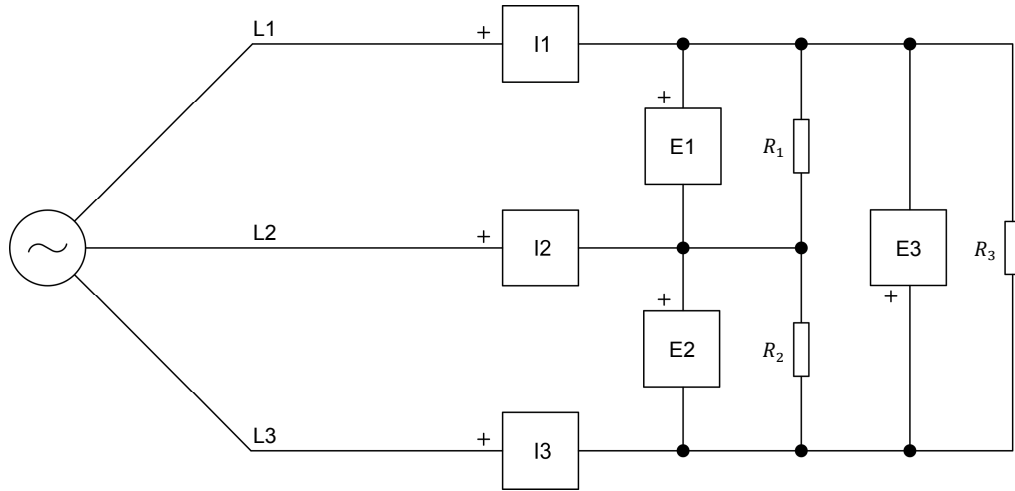 L1
+
I1
+
E1
R₁
L2
+
I2
E3
R₃
+
+
E2
R₂
L3
+
I3